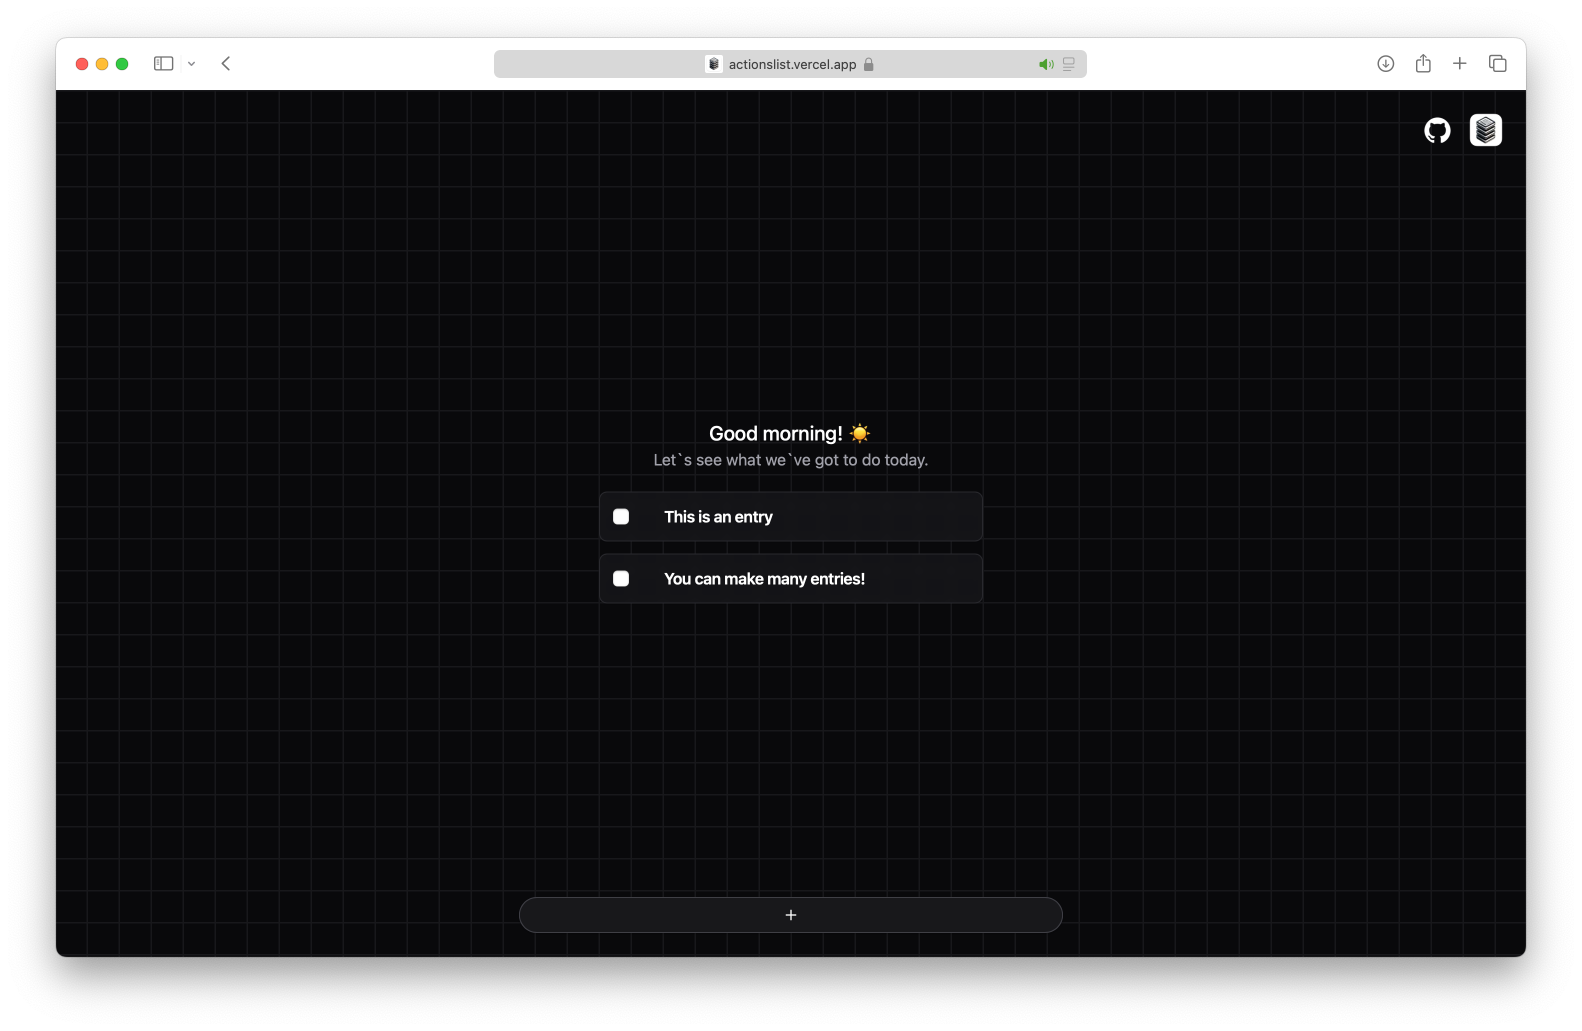 actionslist.vercel.app
Good morning! ☀️
Let`s see what we`ve got to do today.
This is an entry
You can make many entries!
+